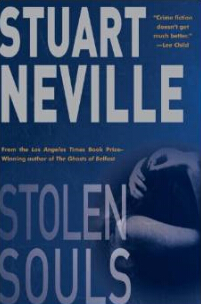 STUART
NEVILLE
"Crime fiction
doesn't get
much better."
—Lee Child
From the Los Angeles Times Book Prize–
Winning author of The Ghosts of Belfast
STOLEN
SOULS